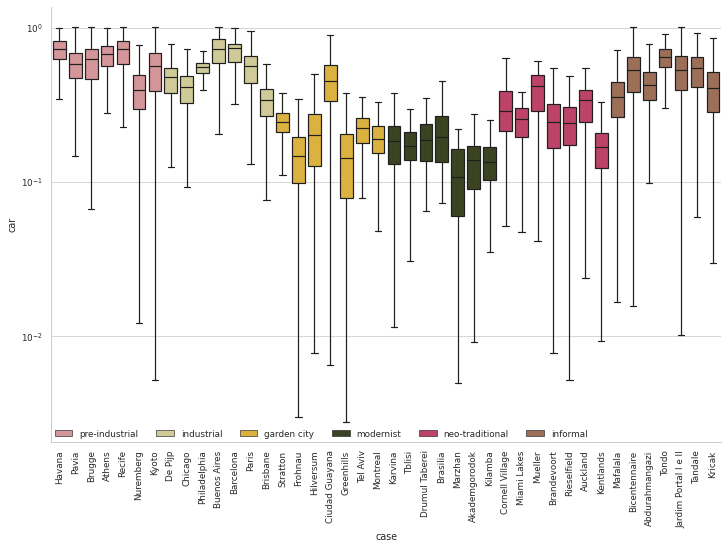 10⁰
10⁻¹
10⁻²
car
pre-industrial
industrial
garden city
modernist
neo-traditional
informal
Havana
Pavia
Brugge
Athens
Recife
Nuremberg
Kyoto
De Pijp
Chicago
Philadelphia
Buenos Aires
Barcelona
Paris
Brisbane
Stratton
Frohnau
Hilversum
Ciudad Guayana
Greenhills
Tel Aviv
Montreal
Karvina
Tbilisi
Drumul Taberei
Brasilia
Marzhan
Akademgorodok
Kilamba
Cornell Village
Miami Lakes
Mueller
Brandevoort
Rieselfield
Auckland
Kentlands
Mafalala
Bicentennaire
Abdurahmangazi
Tondo
Jardim Portal I e II
Tandale
Kricak
case